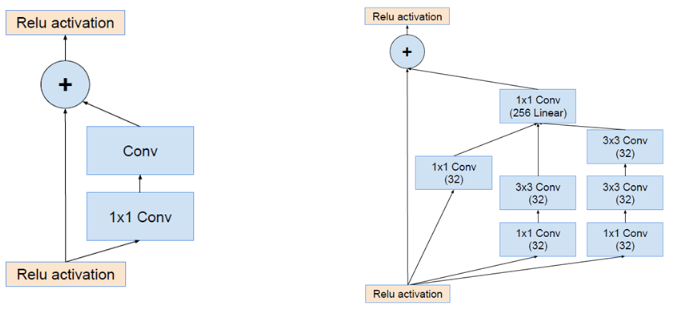 Relu activation
+
Conv
1x1 Conv
Relu activation
Relu activation
+
1x1 Conv
(256 Linear)
1x1 Conv
(32)
3x3 Conv
(32)
1x1 Conv
(32)
3x3 Conv
(32)
3x3 Conv
(32)
1x1 Conv
(32)
Relu activation